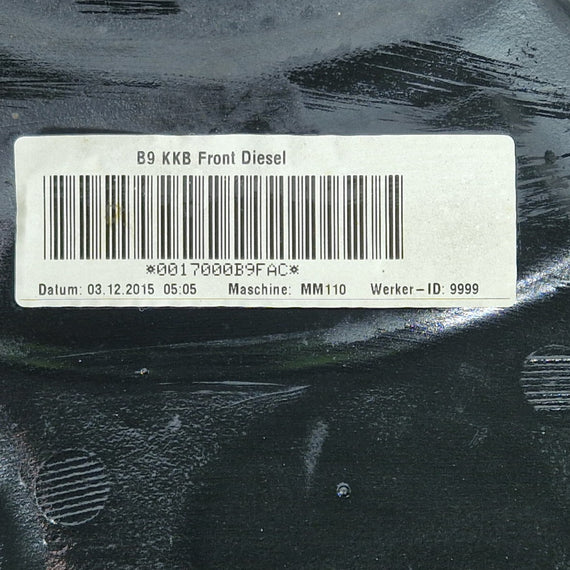 B9 KKB Front Diesel
*0017000B9FAC*
Datum: 03.12.2015 05:05 Maschine: MM110 Werker-ID: 9999